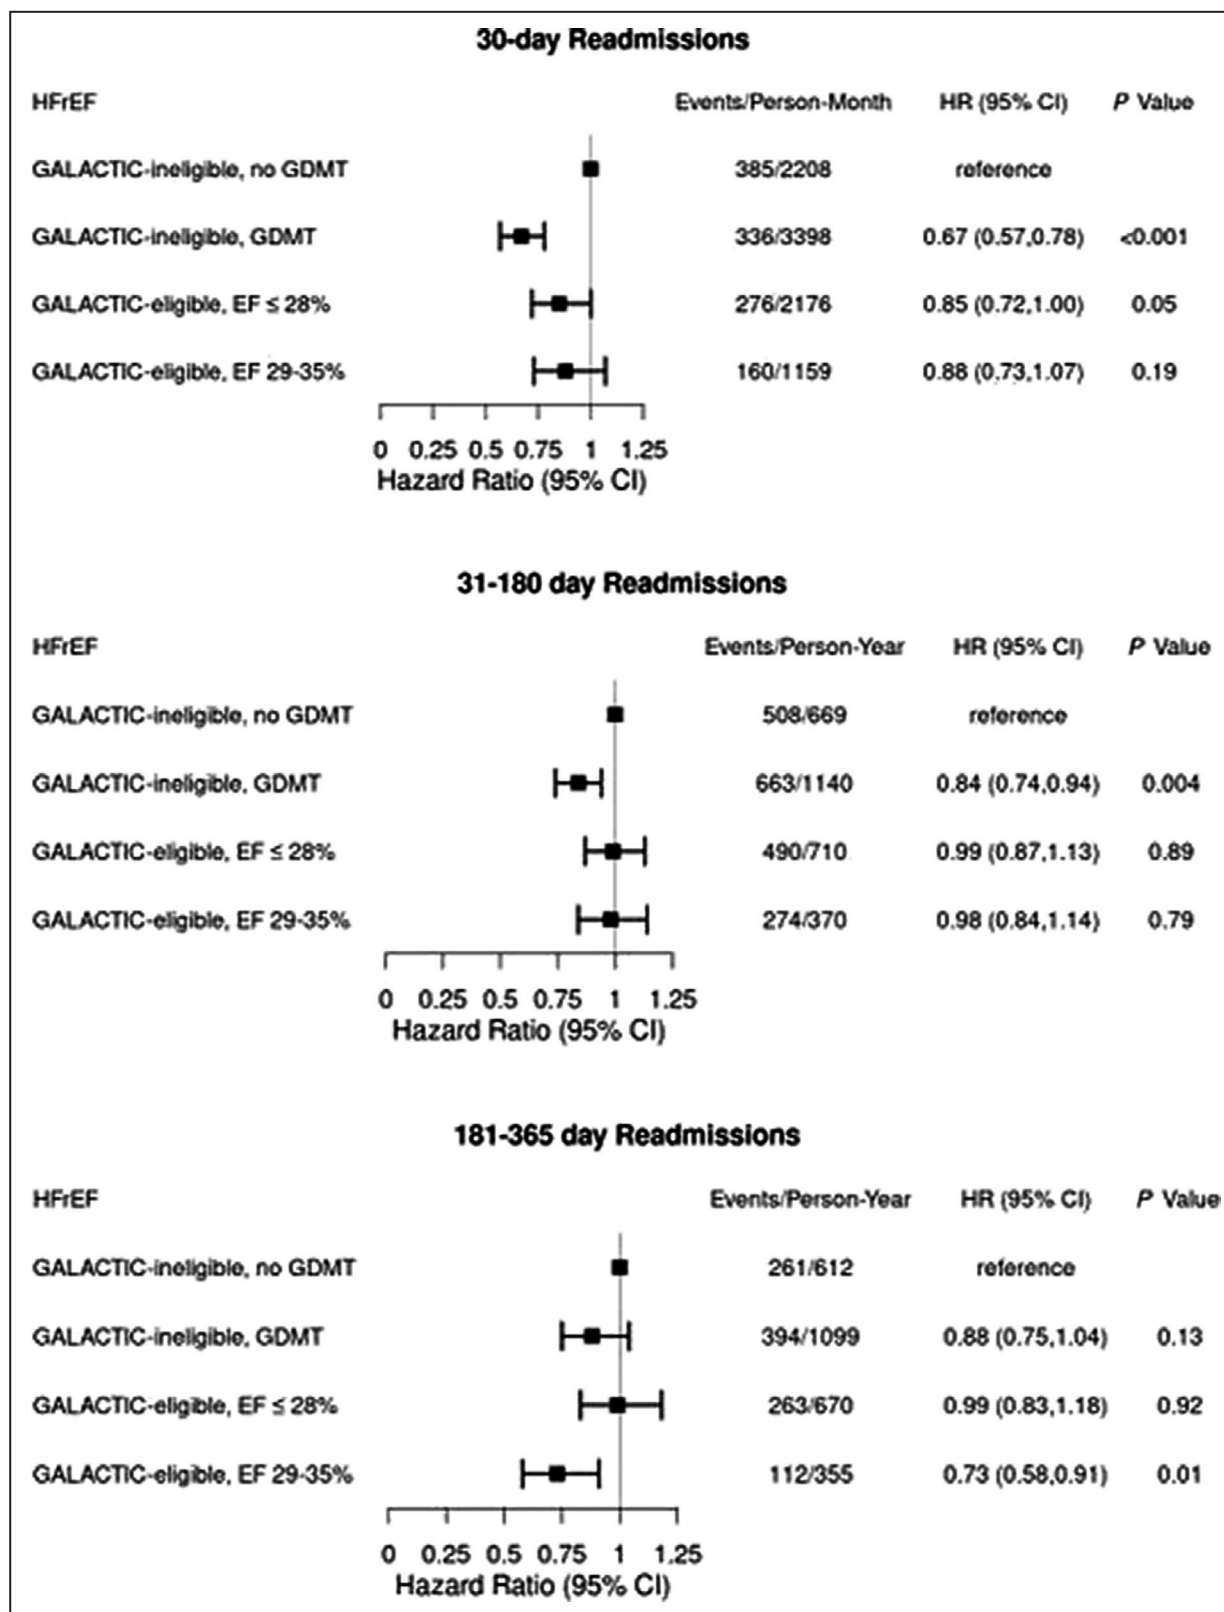 30-day Readmissions
HFrEF Events/Person-Month HR (95% CI) P Value
GALACTIC-ineligible, no GDMT 385/2208 reference
GALACTIC-ineligible, GDMT 336/3398 0.67 (0.57,0.78) <0.001
GALACTIC-eligible, EF ≤ 28% 276/2176 0.85 (0.72,1.00) 0.05
GALACTIC-eligible, EF 29-35% 160/1159 0.88 (0.73,1.07) 0.19
0 0.25 0.5 0.75 1 1.25
Hazard Ratio (95% CI)
31-180 day Readmissions
HFrEF Events/Person-Year HR (95% CI) P Value
GALACTIC-ineligible, no GDMT 508/669 reference
GALACTIC-ineligible, GDMT 663/1140 0.84 (0.74,0.94) 0.004
GALACTIC-eligible, EF ≤ 28% 490/710 0.99 (0.87,1.13) 0.89
GALACTIC-eligible, EF 29-35% 274/370 0.98 (0.84,1.14) 0.79
0 0.25 0.5 0.75 1 1.25
Hazard Ratio (95% CI)
181-365 day Readmissions
HFrEF Events/Person-Year HR (95% CI) P Value
GALACTIC-ineligible, no GDMT 261/612 reference
GALACTIC-ineligible, GDMT 394/1099 0.88 (0.75,1.04) 0.13
GALACTIC-eligible, EF ≤ 28% 263/670 0.99 (0.83,1.18) 0.92
GALACTIC-eligible, EF 29-35% 112/355 0.73 (0.58,0.91) 0.01
0 0.25 0.5 0.75 1 1.25
Hazard Ratio (95% CI)